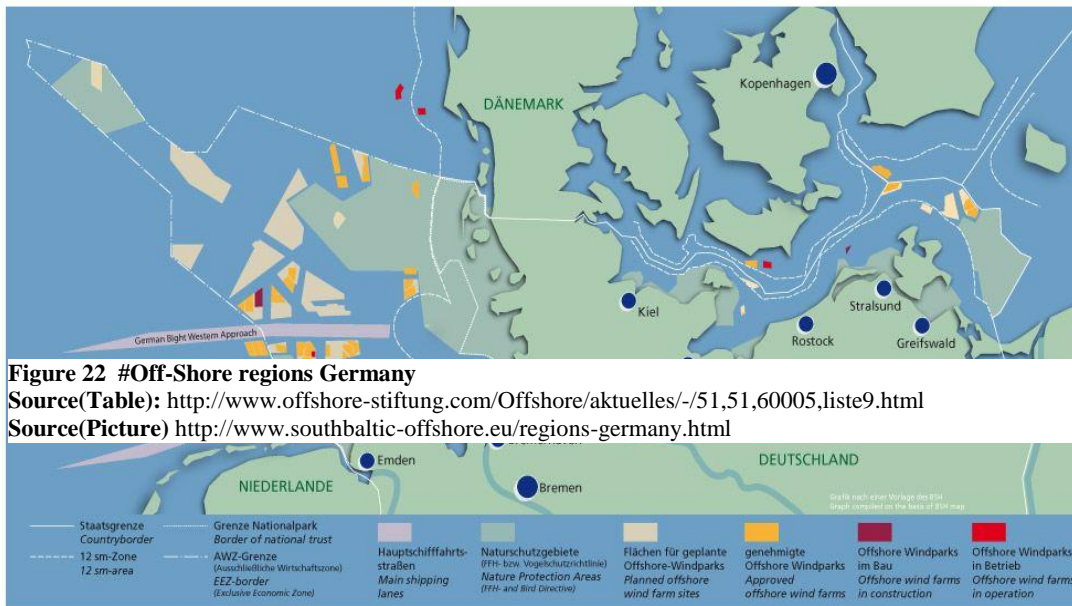 DÄNEMARK
Kopenhagen
Kiel
Stralsund
Rostock
Greifswald
German Bight Western Approach
Figure 22 #Off-Shore regions Germany
Source(Table): http://www.offshore-stiftung.com/Offshore/aktuelles/-/51,51,60005,liste9.html
Source(Picture) http://www.southbaltic-offshore.eu/regions-germany.html
Emden
NIEDERLANDE
Bremen
DEUTSCHLAND
Grafik nach einer Vorlage des BSH
Graph compiled on the basis of BSH map
Staatsgrenze
Countryborder
12 sm-Zone
12 sm-area
Grenze Nationalpark
Border of national trust
AWZ-Grenze
(Ausschließliche Wirtschaftszone)
EEZ-border
(Exclusive Economic Zone)
Hauptschifffahrts-
straßen
Main shipping
lanes
Naturschutzgebiete
(FFH- bzw. Vogelschutzrichtlinie)
Nature Protection Areas
(FFH- and Bird Directive)
Flächen für geplante
Offshore-Windparks
Planned offshore
wind farm sites
genehmigte
Offshore Windparks
Approved
offshore wind farms
Offshore Windparks
im Bau
Offshore wind farms
in construction
Offshore Windparks
in Betrieb
Offshore wind farms
in operation